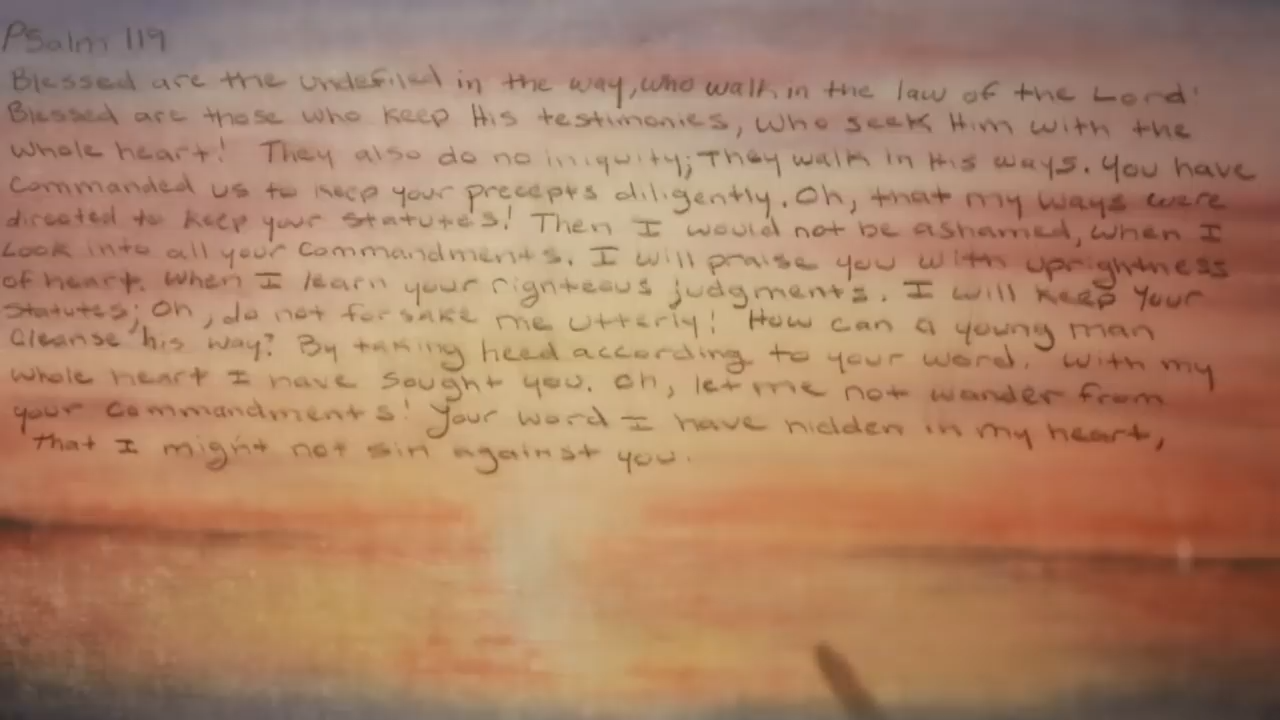 Psalm 119
Blessed are the undefiled in the way, who walk in the law of the Lord!
Blessed are those who keep His testimonies, who seek Him with the
whole heart! They also do no iniquity; They walk in His ways. You have
commanded us to keep your precepts diligently. Oh, that my ways were
directed to keep your statutes! Then I would not be ashamed, when I
Look into all your commandments. I will praise you with uprightness
of heart, when I learn your righteous judgments. I will keep your
statutes; Oh, do not forsake me utterly! How can a young man
cleanse his way? By taking heed according to your word. with my
whole heart I have sought you. Oh, let me not wander from
your commandments! Your word I have hidden in my heart,
that I might not sin against you.